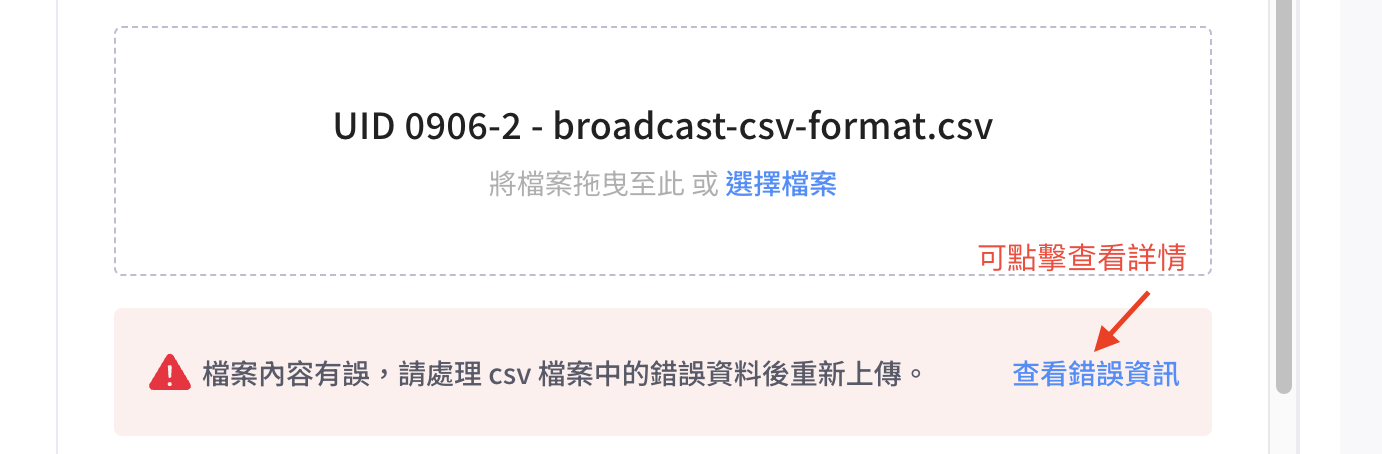 UID 0906-2 - broadcast-csv-format.csv
將檔案拖曳至此 或 選擇檔案
可點擊查看詳情
檔案內容有誤，請處理 csv 檔案中的錯誤資料後重新上傳。
查看錯誤資訊